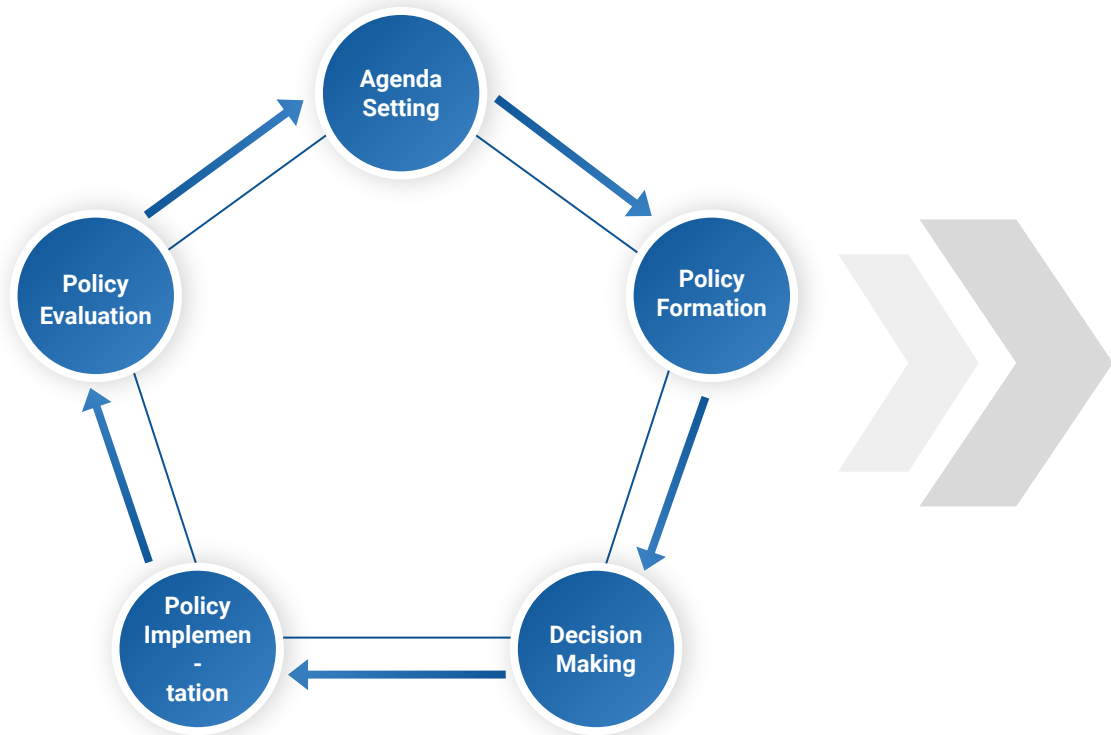 Agenda
Setting
Policy
Formation
Decision
Making
Policy
Implemen
-
tation
Policy
Evaluation